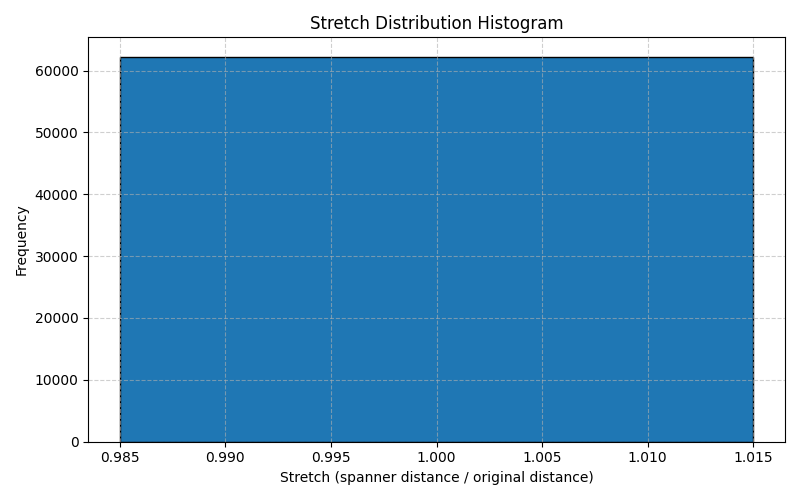 Stretch Distribution Histogram
Frequency
60000
50000
40000
30000
20000
10000
0
0.985 0.990 0.995 1.000 1.005 1.010 1.015
Stretch (spanner distance / original distance)